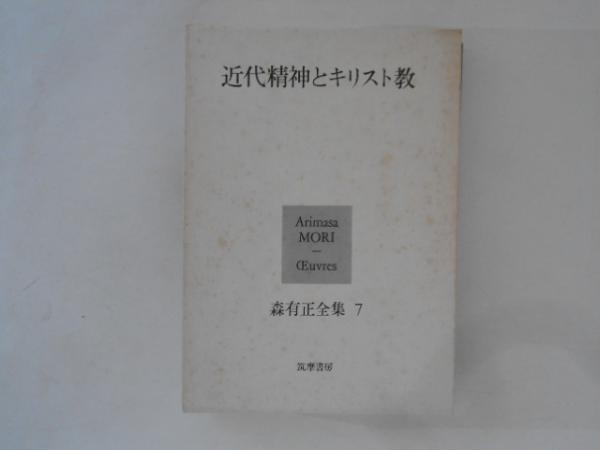 近代精神とキリスト教
Arimasa
MORI
—
Œuvres
森有正全集 7
筑摩書房